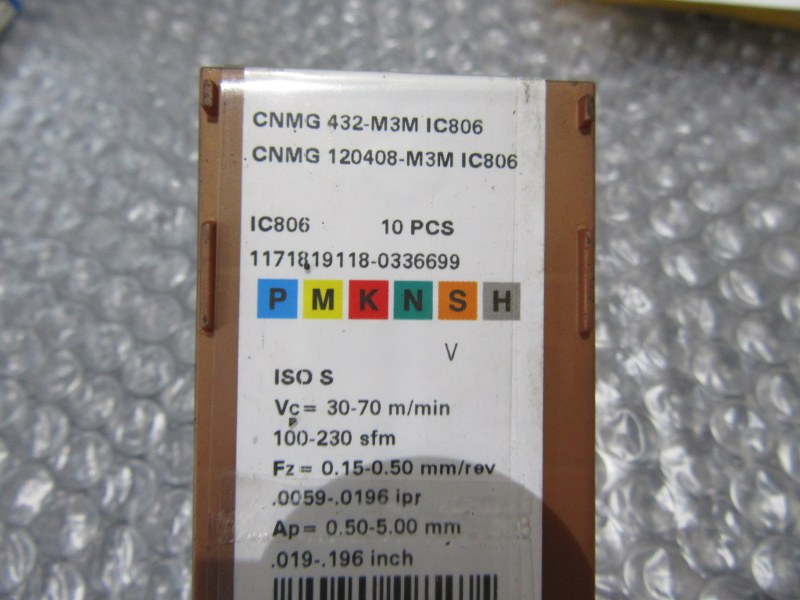 CNMG 432-M3M IC806
CNMG 120408-M3M IC806
IC806 10 PCS
1171819118-0336699
P M K N S H
V
ISO S
Vc= 30-70 m/min
100-230 sfm
Fz= 0.15-0.50 mm/rev
.0059-.0196 ipr
Ap= 0.50-5.00 mm
.019-.196 inch